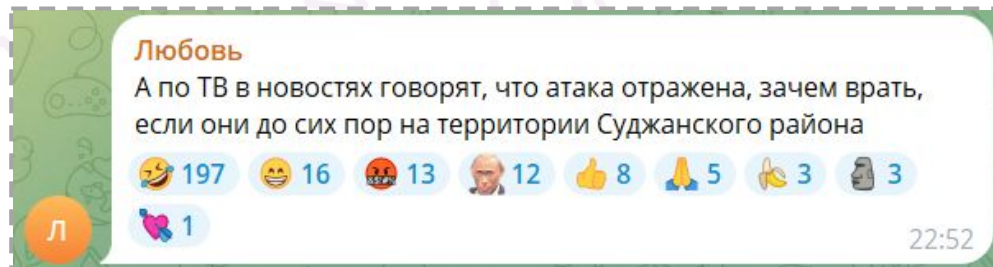 Любовь
А по ТВ в новостях говорят, что атака отражена, зачем врать,
если они до сих пор на территории Суджанского района
197 16 13 12 8 5 3 3
Л 1
22:52